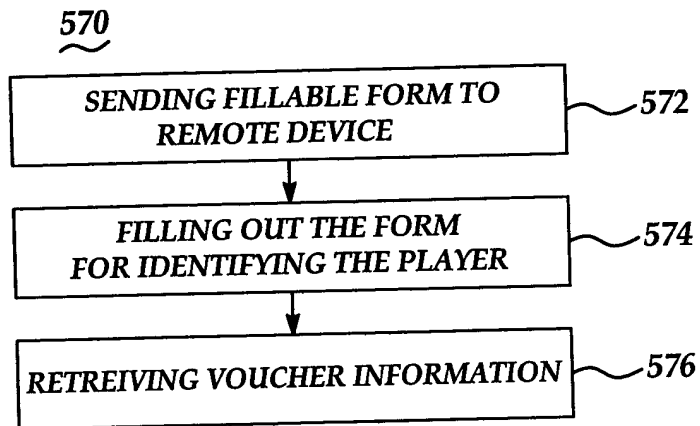 570
SENDING FILLABLE FORM TO
REMOTE DEVICE
572
FILLING OUT THE FORM
FOR IDENTIFYING THE PLAYER
574
RETREIVING VOUCHER INFORMATION
576